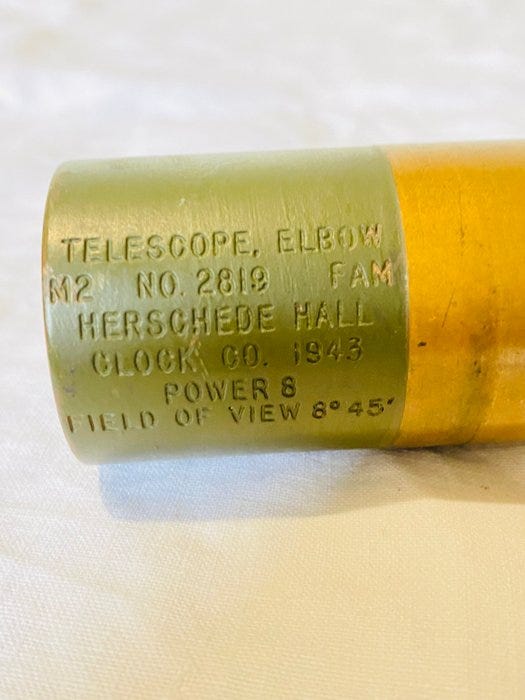 TELESCOPE, ELBOW
M2 NO. 2819 FAM
HERSCHEDE HALL
CLOCK CO. 1943
POWER 8
FIELD OF VIEW 8° 45'